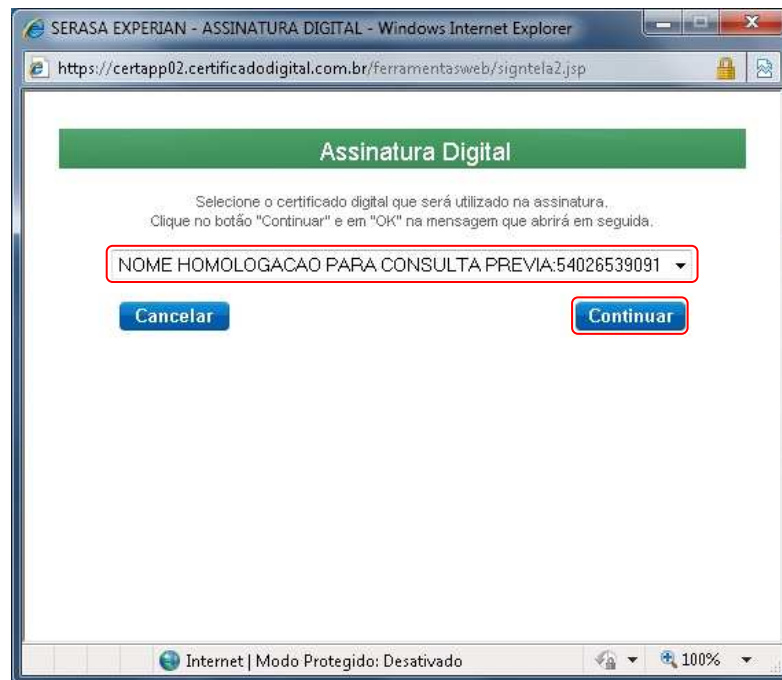 SERASA EXPERIAN - ASSINATURA DIGITAL - Windows Internet Explorer
https://certapp02.certificadodigital.com.br/ferramentasweb/signtela2.jsp
Assinatura Digital
Selecione o certificado digital que será utilizado na assinatura.
Clique no botão "Continuar" e em "OK" na mensagem que abrirá em seguida.
NOME HOMOLOGACAO PARA CONSULTA PREVIA:54026539091
Cancelar Continuar
Internet | Modo Protegido: Desativado 100%